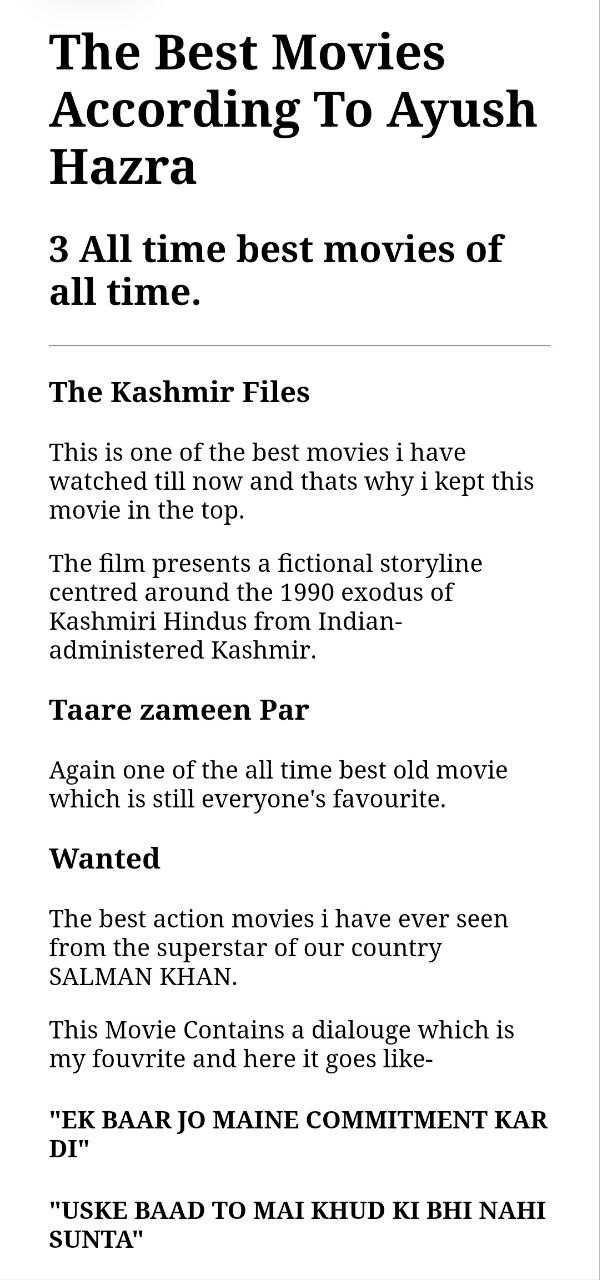 The Best Movies
According To Ayush
Hazra
3 All time best movies of
all time.
The Kashmir Files
This is one of the best movies i have
watched till now and thats why i kept this
movie in the top.
The film presents a fictional storyline
centred around the 1990 exodus of
Kashmiri Hindus from Indian-
administered Kashmir.
Taare zameen Par
Again one of the all time best old movie
which is still everyone's favourite.
Wanted
The best action movies i have ever seen
from the superstar of our country
SALMAN KHAN.
This Movie Contains a dialouge which is
my fouvrite and here it goes like-
"EK BAAR JO MAINE COMMITMENT KAR
DI"
"USKE BAAD TO MAI KHUD KI BHI NAHI
SUNTA"